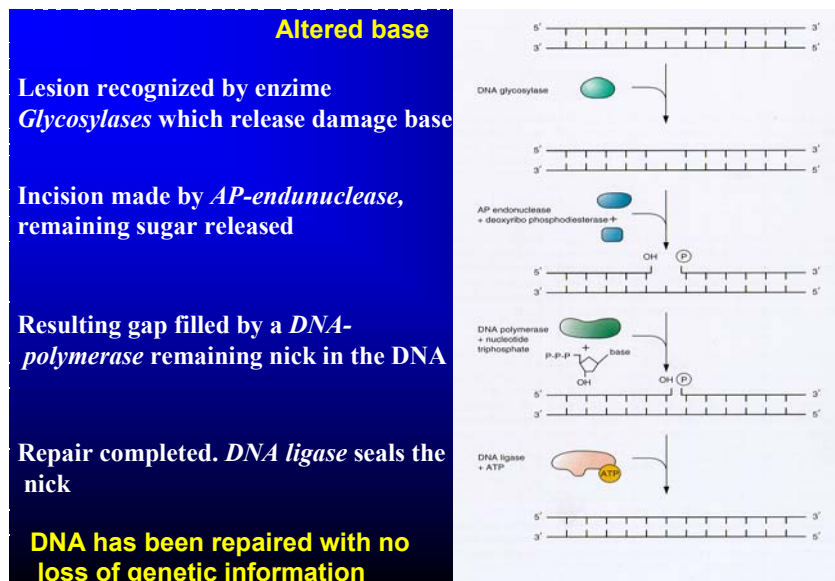 Altered base
Lesion recognized by enzime
Glycosylases which release damage base
Incision made by AP-endunuclease,
remaining sugar released
Resulting gap filled by a DNA-
polymerase remaining nick in the DNA
Repair completed. DNA ligase seals the
nick
DNA has been repaired with no
loss of genetic information
5' 3'
3' 5'
DNA glycosylase
5' 3'
3' 5'
AP endonuclease
+ deoxyribo phosphodiesterase +
OH P
5' 3'
3' 5'
DNA polymerase
+ nucleotide
triphosphate
+
P-P-P base
OH
OH P
5' 3'
3' 5'
DNA ligase
+ ATP
ATP
5' 3'
3' 5'